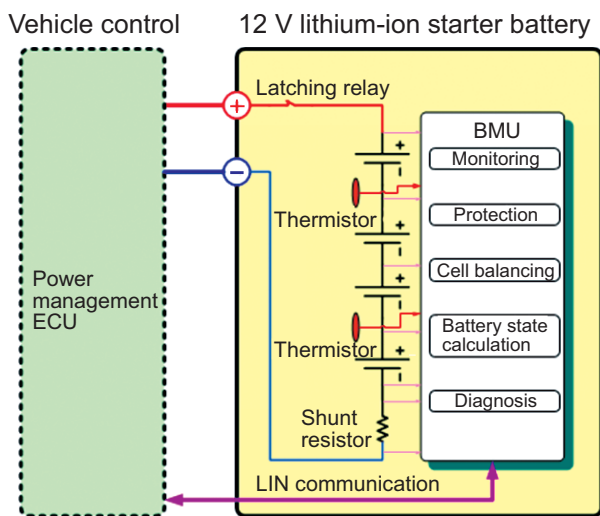 Vehicle control
12 V lithium-ion starter battery
Latching relay
+
−
BMU
Monitoring
Protection
Cell balancing
Battery state
calculation
Diagnosis
+
−
Thermistor
+
−
+
−
Thermistor
+
−
Shunt
resistor
Power
management
ECU
LIN communication